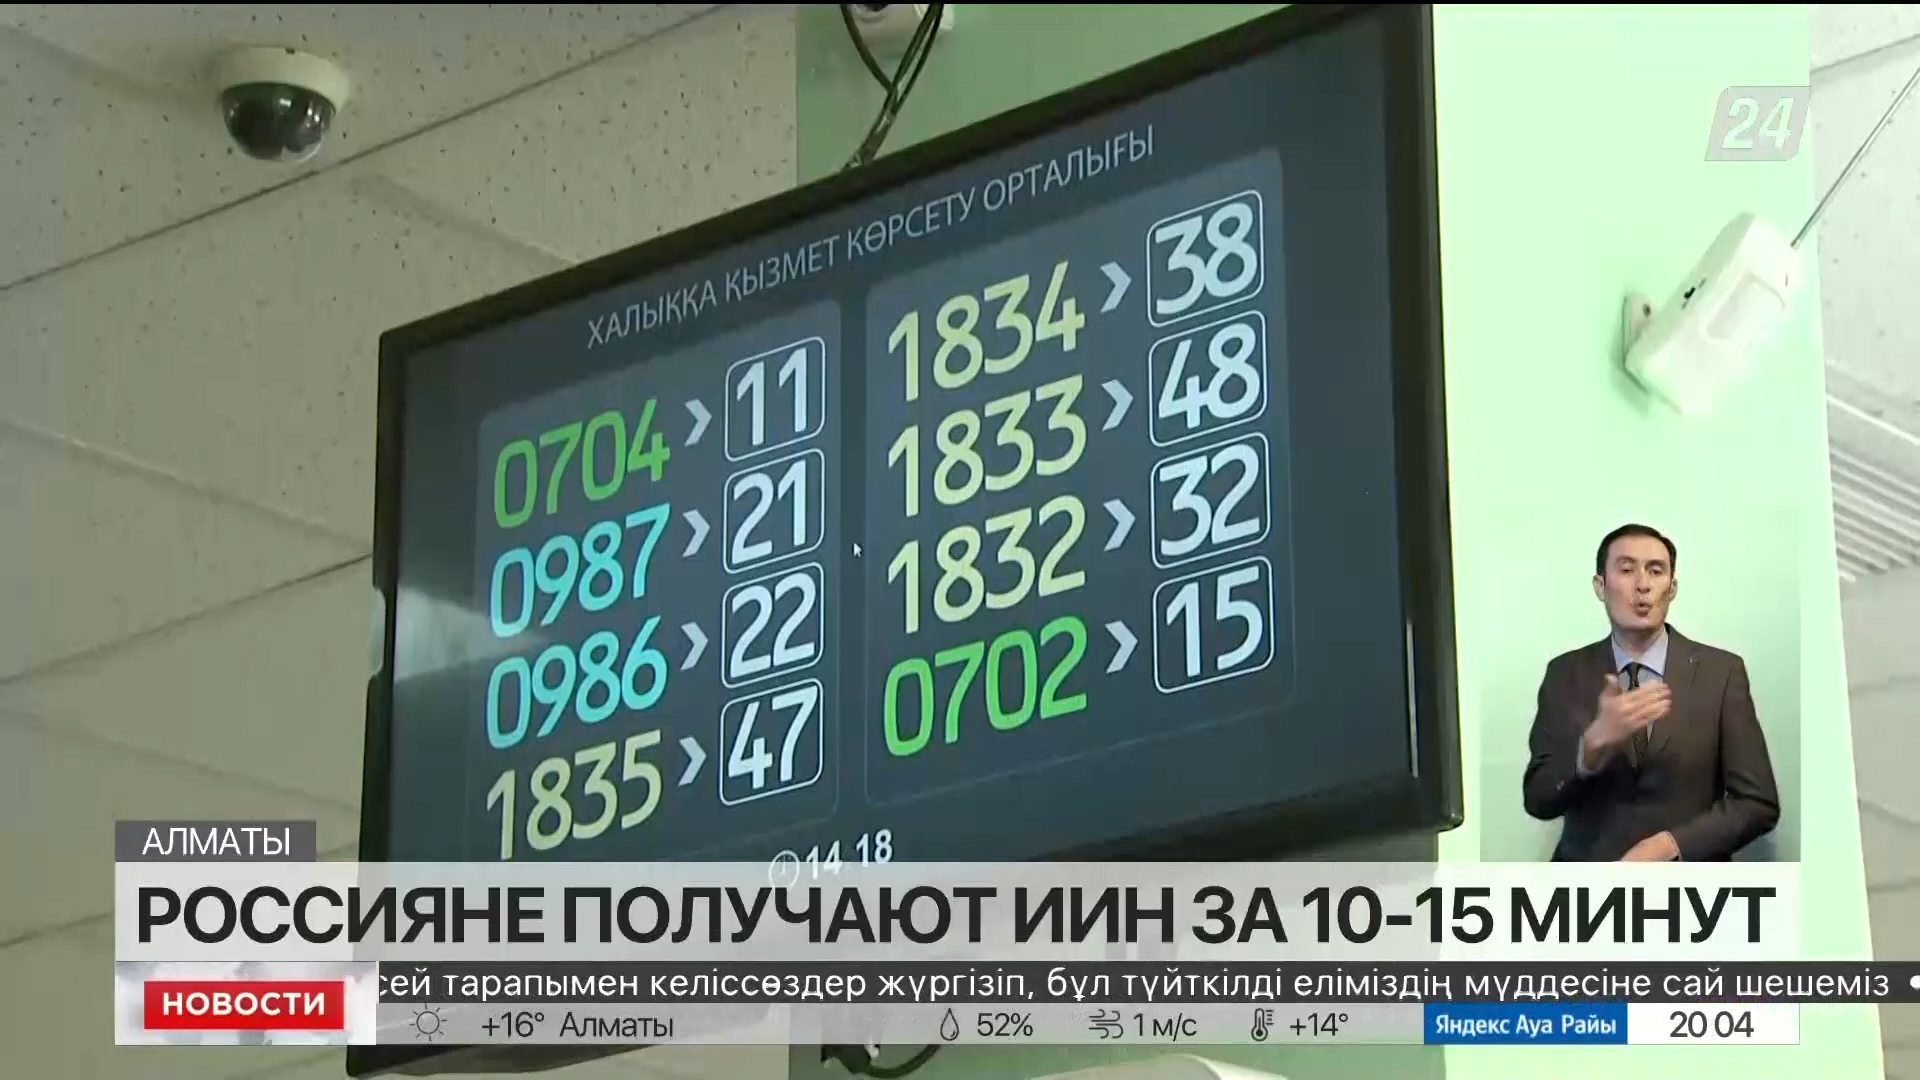 24
ХАЛЫҚҚА ҚЫЗМЕТ КӨРСЕТУ ОРТАЛЫҒЫ
0704 > 11
0987 > 21
0986 > 22
1835 > 47
1834 > 38
1833 > 48
1832 > 32
0702 > 15
14 18
АЛМАТЫ
РОССИЯНЕ ПОЛУЧАЮТ ИИН ЗА 10-15 МИНУТ
НОВОСТИ
сей тарапымен келіссөздер жүргізіп, бұл түйткілді еліміздің мүддесіне сай шешеміз •
+16° Алматы 52% 1 м/с +14° Яндекс Ауа Райы 20 04